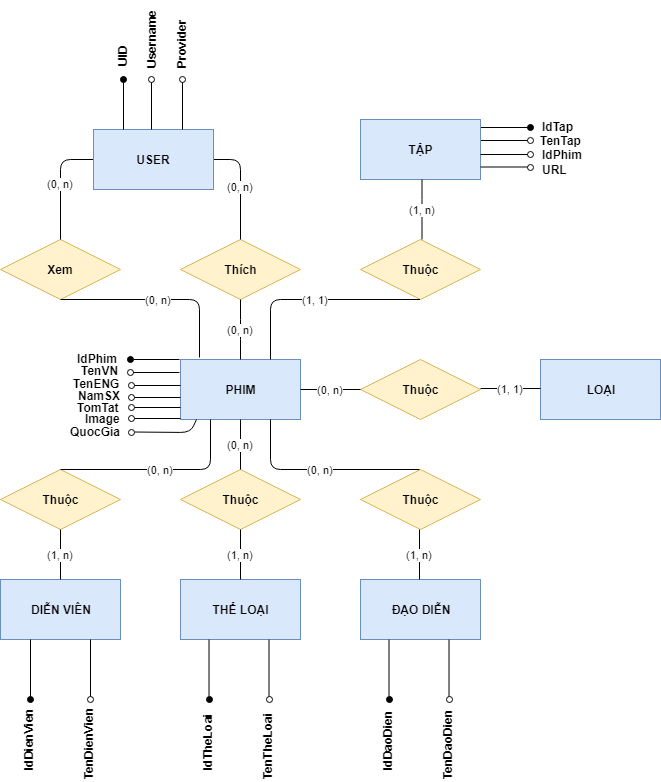 UID
Username
Provider
USER
TẬP
IdTap
TenTap
IdPhim
URL
(0, n)
(0, n)
(1, n)
Xem
Thích
Thuộc
(0, n)
(0, n)
(1, 1)
IdPhim
TenVN
TenENG
NamSX
TomTat
Image
QuocGia
PHIM
(0, n)
Thuộc
(1, 1)
LOẠI
(0, n)
(0, n)
(0, n)
Thuộc
Thuộc
Thuộc
(1, n)
(1, n)
(1, n)
DIỄN VIÊN
THỂ LOẠI
ĐẠO DIỄN
IdDienVien
TenDienVien
IdTheLoai
TenTheLoai
IdDaoDien
TenDaoDien